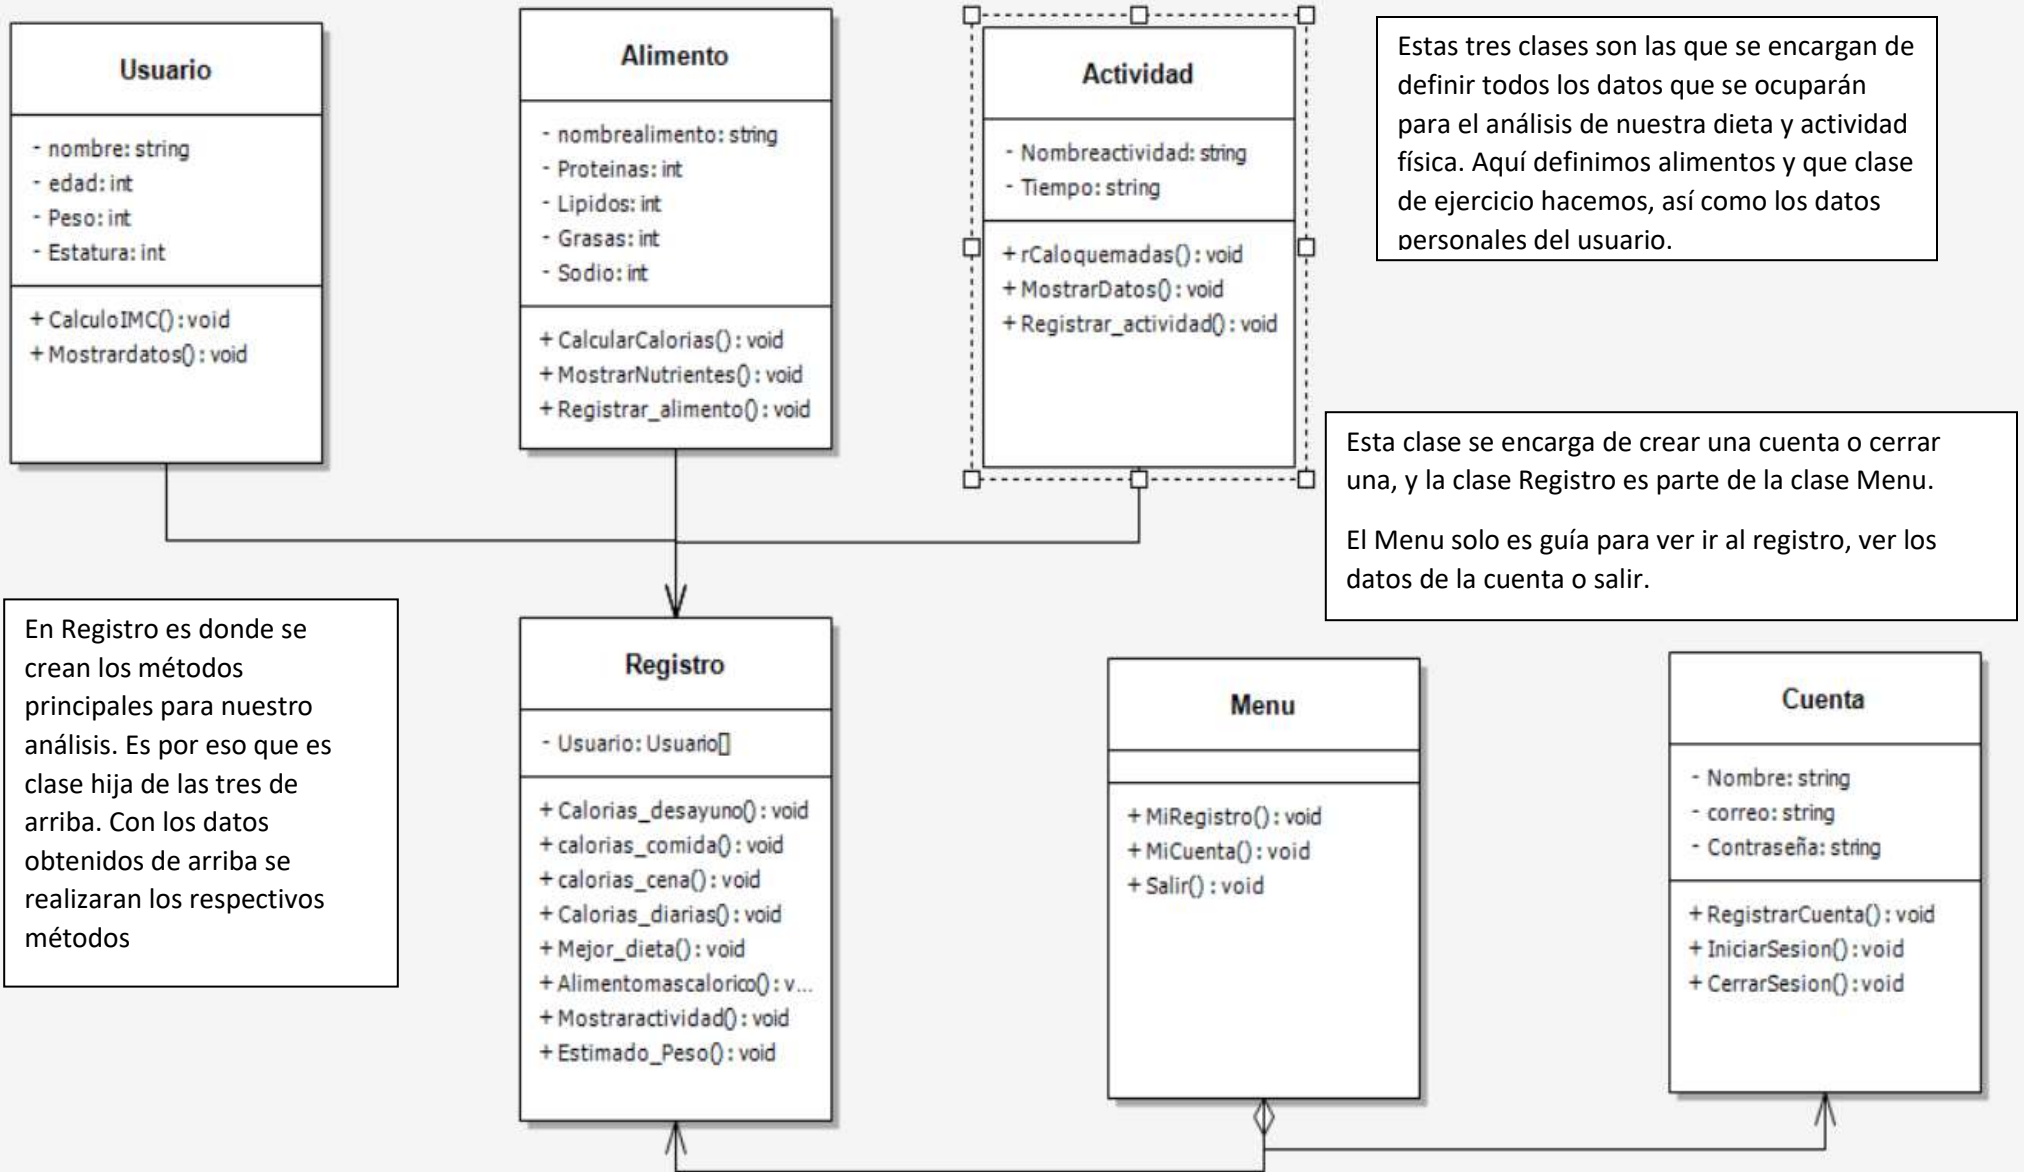 Usuario
- nombre: string
- edad: int
- Peso: int
- Estatura: int
+ CalculoIMC(): void
+ Mostrardatos(): void
Alimento
- nombrealimento: string
- Proteinas: int
- Lipidos: int
- Grasas: int
- Sodio: int
+ CalcularCalorias(): void
+ MostrarNutrientes(): void
+ Registrar_alimento(): void
Actividad
- Nombreactividad: string
- Tiempo: string
+ rCaloquemadas(): void
+ MostrarDatos(): void
+ Registrar_actividad(): void
Estas tres clases son las que se encargan de
definir todos los datos que se ocuparán
para el análisis de nuestra dieta y actividad
física. Aquí definimos alimentos y que clase
de ejercicio hacemos, así como los datos
personales del usuario.
Esta clase se encarga de crear una cuenta o cerrar
una, y la clase Registro es parte de la clase Menu.
El Menu solo es guía para ver ir al registro, ver los
datos de la cuenta o salir.
En Registro es donde se
crean los métodos
principales para nuestro
análisis. Es por eso que es
clase hija de las tres de
arriba. Con los datos
obtenidos de arriba se
realizaran los respectivos
métodos
Registro
- Usuario: Usuario[]
+ Calorias_desayuno(): void
+ calorias_comida(): void
+ calorias_cena(): void
+ Calorias_diarias(): void
+ Mejor_dieta(): void
+ Alimentomascalorico(): v...
+ Mostraractividad(): void
+ Estimado_Peso(): void
Menu
+ MiRegistro(): void
+ MiCuenta(): void
+ Salir(): void
Cuenta
- Nombre: string
- correo: string
- Contraseña: string
+ RegistrarCuenta(): void
+ IniciarSesion(): void
+ CerrarSesion(): void